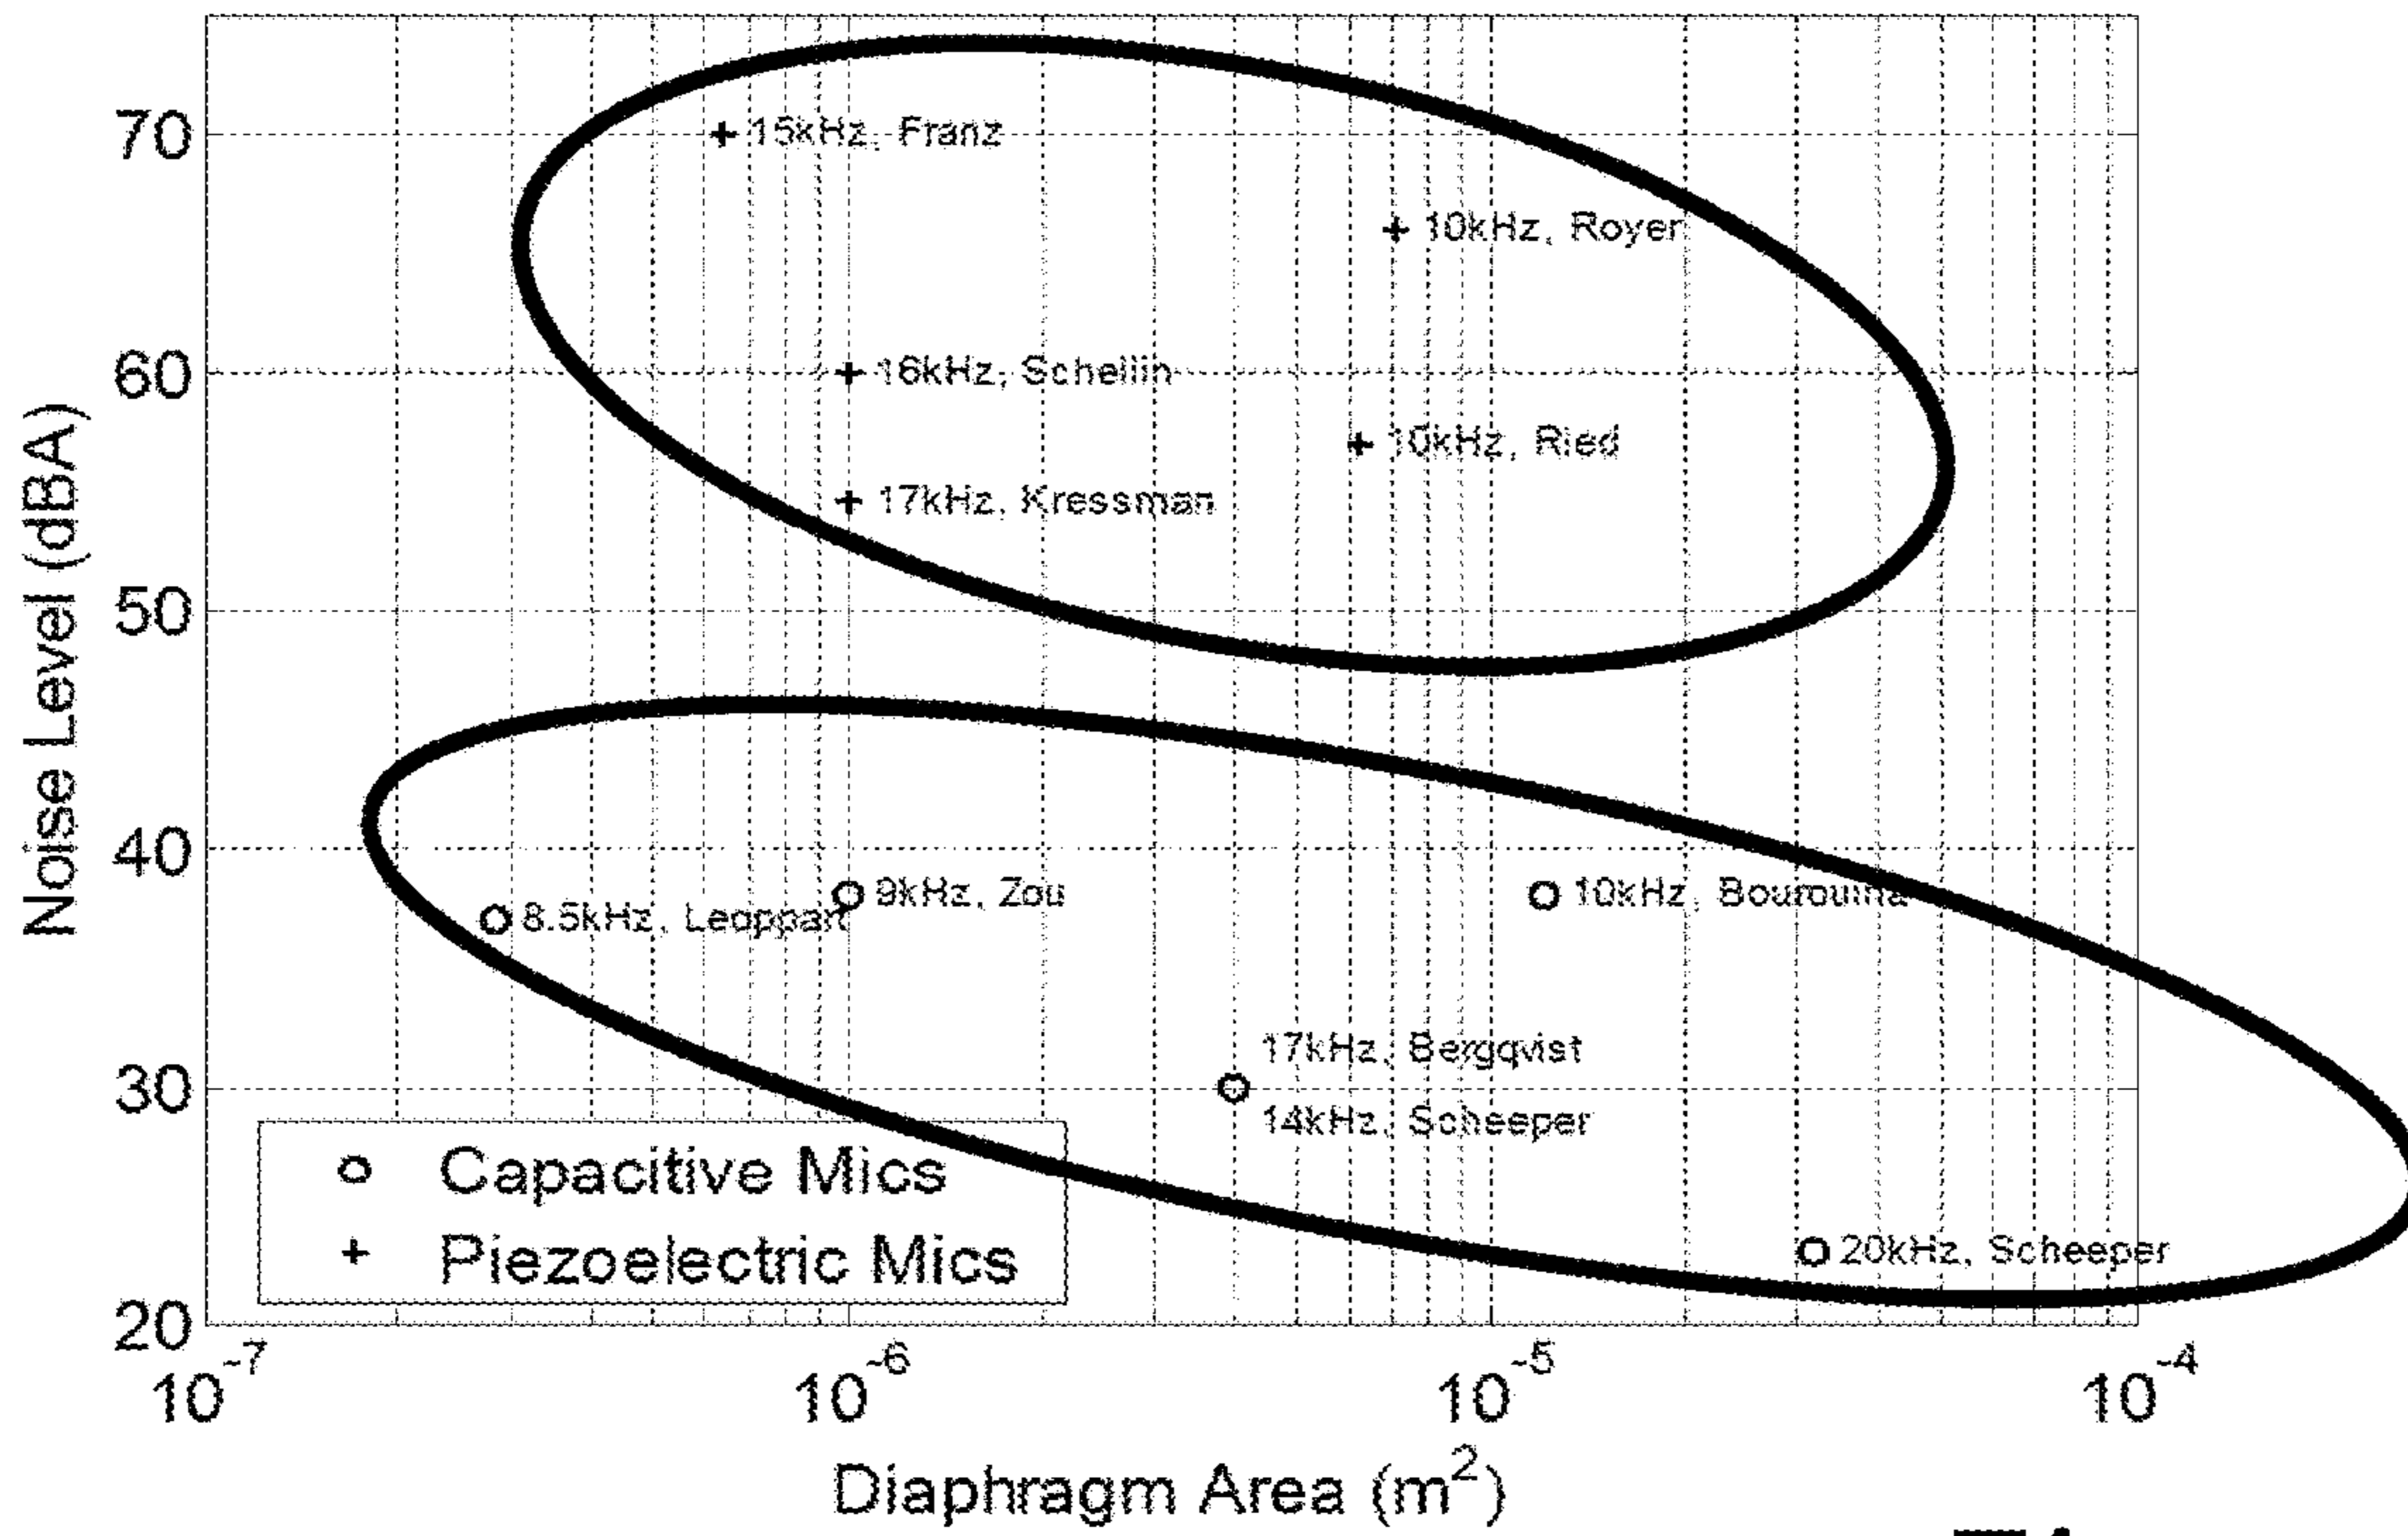 70
60
50
40
30
20
Noise Level (dBA)
15kHz, Franz
10kHz, Royer
16kHz, Schellin
10kHz, Ried
17kHz, Kressman
9kHz, Zou
8.5kHz, Leoppart
10kHz, Bourouina
17kHz, Bergqvist
14kHz, Scheeper
20kHz, Scheeper
Capacitive Mics
Piezoelectric Mics
10-7
10-6
10-5
10-4
Diaphragm Area (m2)